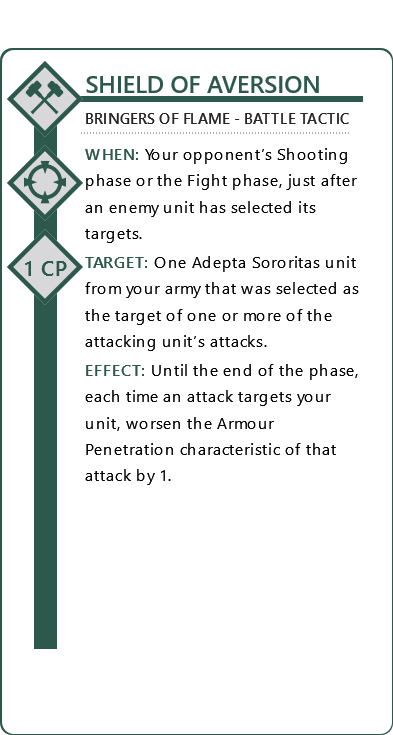 SHIELD OF AVERSION
BRINGERS OF FLAME - BATTLE TACTIC
WHEN: Your opponent's Shooting
phase or the Fight phase, just after
an enemy unit has selected its
targets.
1 CP
TARGET: One Adepta Sororitas unit
from your army that was selected as
the target of one or more of the
attacking unit's attacks.
EFFECT: Until the end of the phase,
each time an attack targets your
unit, worsen the Armour
Penetration characteristic of that
attack by 1.